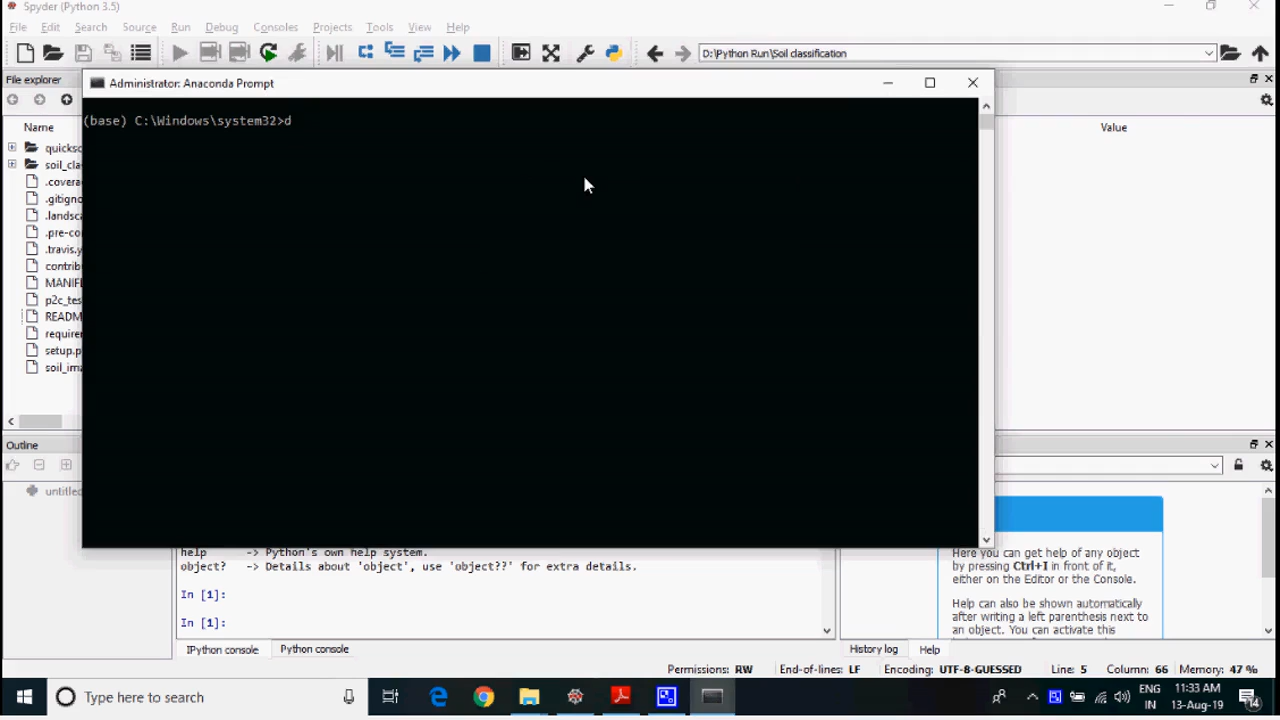 Spyder (Python 3.5)
File Edit Search Source Run Debug Consoles Projects Tools View Help
D:\Python Run\Soil classification
File explorer
Administrator: Anaconda Prompt
(base) C:\Windows\system32>d
Name
Value
quicksc
soil_cla
.covera
.gitigno
.landsca
.pre-co
.travis.y
contrib
MANIFE
p2c_tes
READM
requirer
setup.p
soil_ima
Outline
untitled
help -> Python's own help system.
object? -> Details about 'object', use 'object??' for extra details.
In [1]:
In [1]:
Here you can get help of any object
by pressing Ctrl+I in front of it,
either on the Editor or the Console.
Help can also be shown automatically
after writing a left parenthesis next to
an object. You can activate this
IPython console Python console
History log Help
Permissions: RW End-of-lines: LF Encoding: UTF-8-GUESSED Line: 5 Column: 66 Memory: 47 %
Type here to search
ENG
IN
11:33 AM
13-Aug-19
14